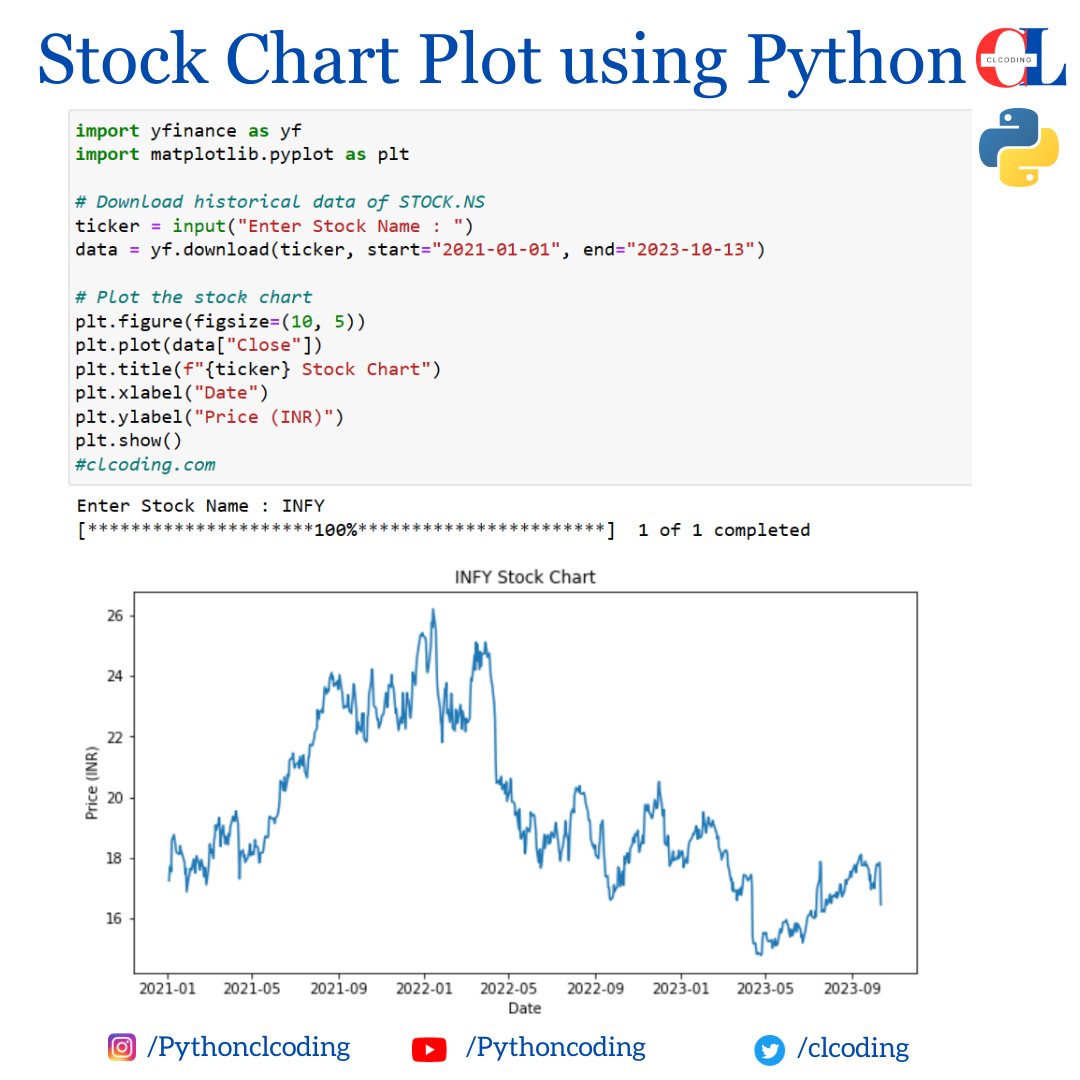 Stock Chart Plot using Python
CL
CLCODING
import yfinance as yf
import matplotlib.pyplot as plt
# Download historical data of STOCK.NS
ticker = input("Enter Stock Name : ")
data = yf.download(ticker, start="2021-01-01", end="2023-10-13")
# Plot the stock chart
plt.figure(figsize=(10, 5))
plt.plot(data["Close"])
plt.title(f"{ticker} Stock Chart")
plt.xlabel("Date")
plt.ylabel("Price (INR)")
plt.show()
#clcoding.com
Enter Stock Name : INFY
[*********************100%***********************]  1 of 1 completed
INFY Stock Chart
Price (INR)
26
24
22
20
18
16
2021-01 2021-05 2021-09 2022-01 2022-05 2022-09 2023-01 2023-05 2023-09
Date
/Pythonclcoding /Pythoncoding /clcoding